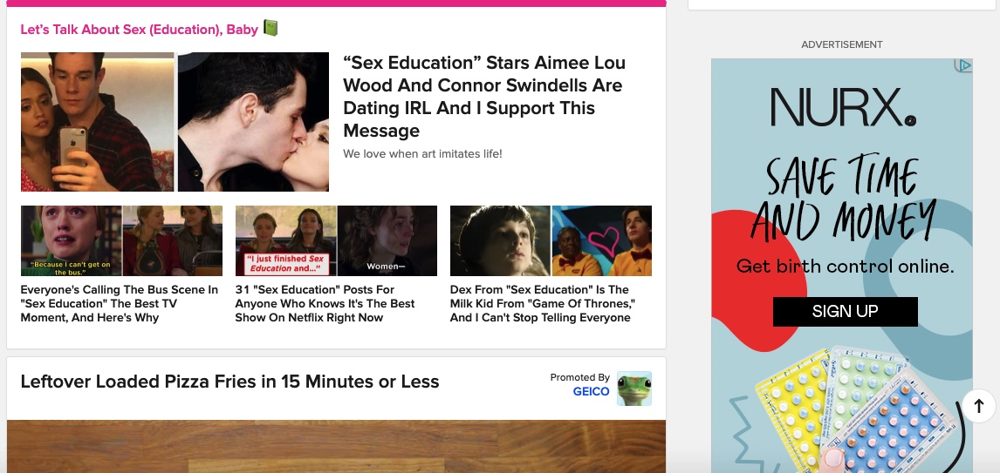 Let's Talk About Sex (Education), Baby
“Sex Education” Stars Aimee Lou
Wood And Connor Swindells Are
Dating IRL And I Support This
Message
We love when art imitates life!
“Because I can't get on
the bus.”
Everyone's Calling The Bus Scene In
"Sex Education" The Best TV
Moment, And Here's Why
“I just finished Sex
Education and...”
Women—
31 "Sex Education" Posts For
Anyone Who Knows It's The Best
Show On Netflix Right Now
Dex From "Sex Education" Is The
Milk Kid From "Game Of Thrones,"
And I Can't Stop Telling Everyone
Leftover Loaded Pizza Fries in 15 Minutes or Less
Promoted By
GEICO
ADVERTISEMENT
NURX
SAVE TIME
AND MONEY
Get birth control online.
SIGN UP